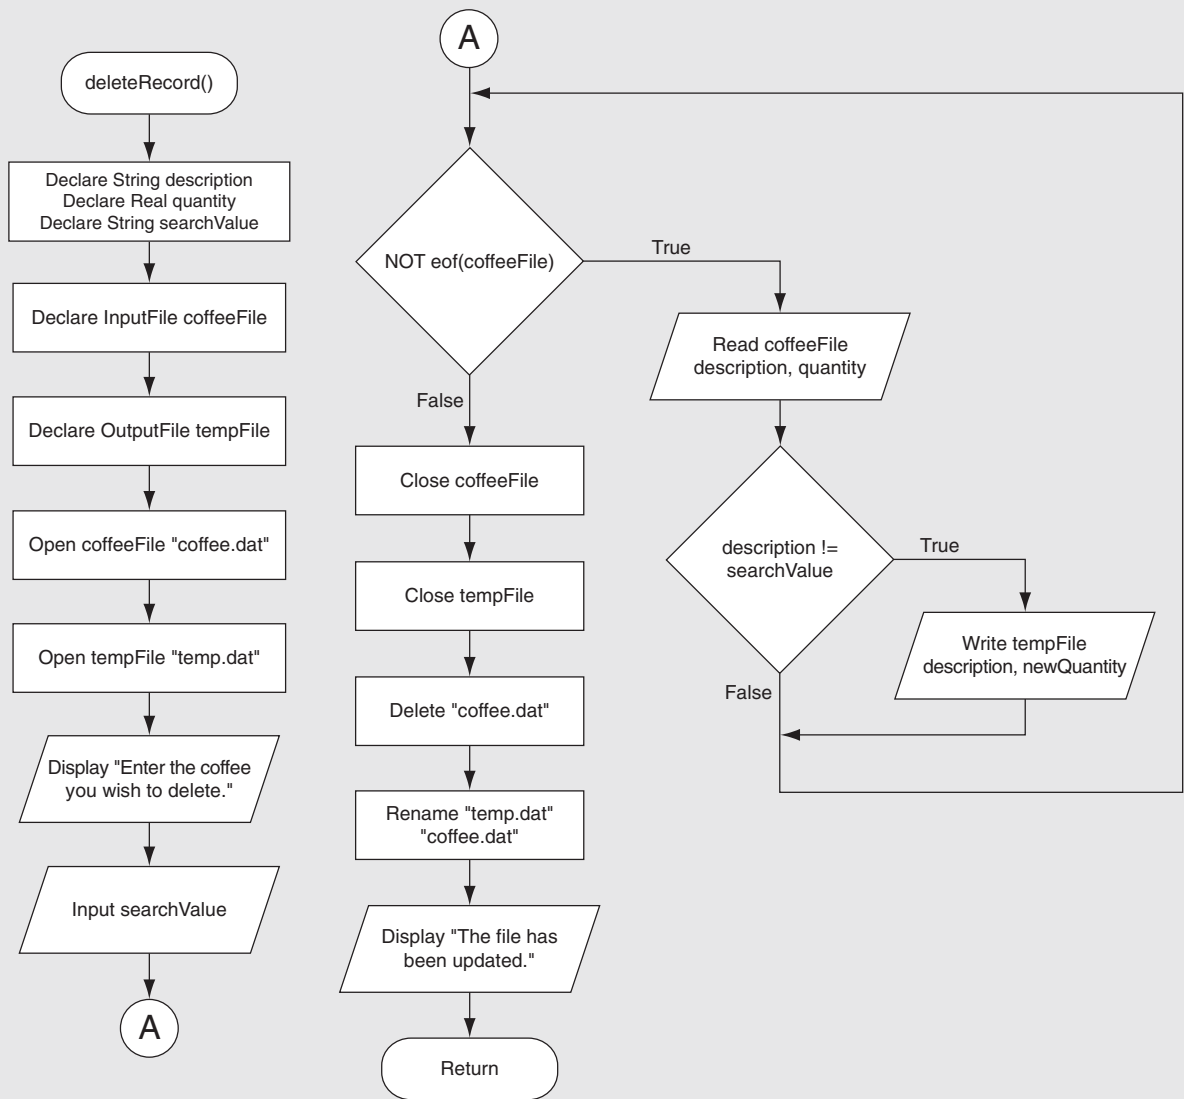 deleteRecord()
Declare String description
Declare Real quantity
Declare String searchValue
Declare InputFile coffeeFile
Declare OutputFile tempFile
Open coffeeFile "coffee.dat"
Open tempFile "temp.dat"
Display "Enter the coffee
you wish to delete."
Input searchValue
A
A
NOT eof(coffeeFile)
True
False
Read coffeeFile
description, quantity
description !=
searchValue
True
False
Write tempFile
description, newQuantity
Close coffeeFile
Close tempFile
Delete "coffee.dat"
Rename "temp.dat"
"coffee.dat"
Display "The file has
been updated."
Return